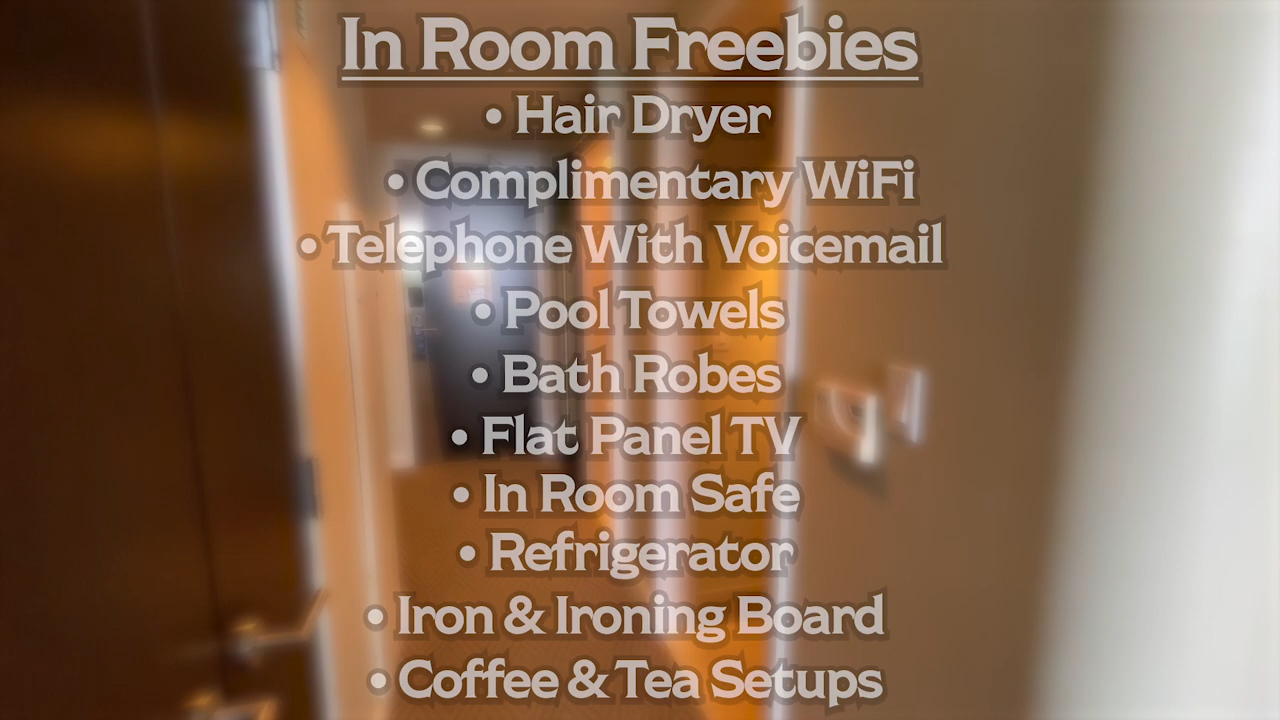 In Room Freebies
• Hair Dryer
• Complimentary WiFi
• Telephone With Voicemail
• Pool Towels
• Bath Robes
• Flat Panel TV
• In Room Safe
• Refrigerator
• Iron & Ironing Board
• Coffee & Tea Setups